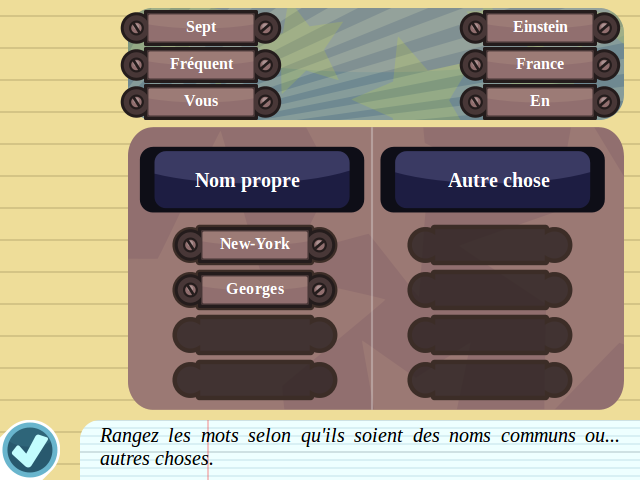 Sept
Einstein
Fréquent
France
Vous
En
Nom propre
Autre chose
New-York
Georges
Rangez les mots selon qu'ils soient des noms communs ou...
autres choses.